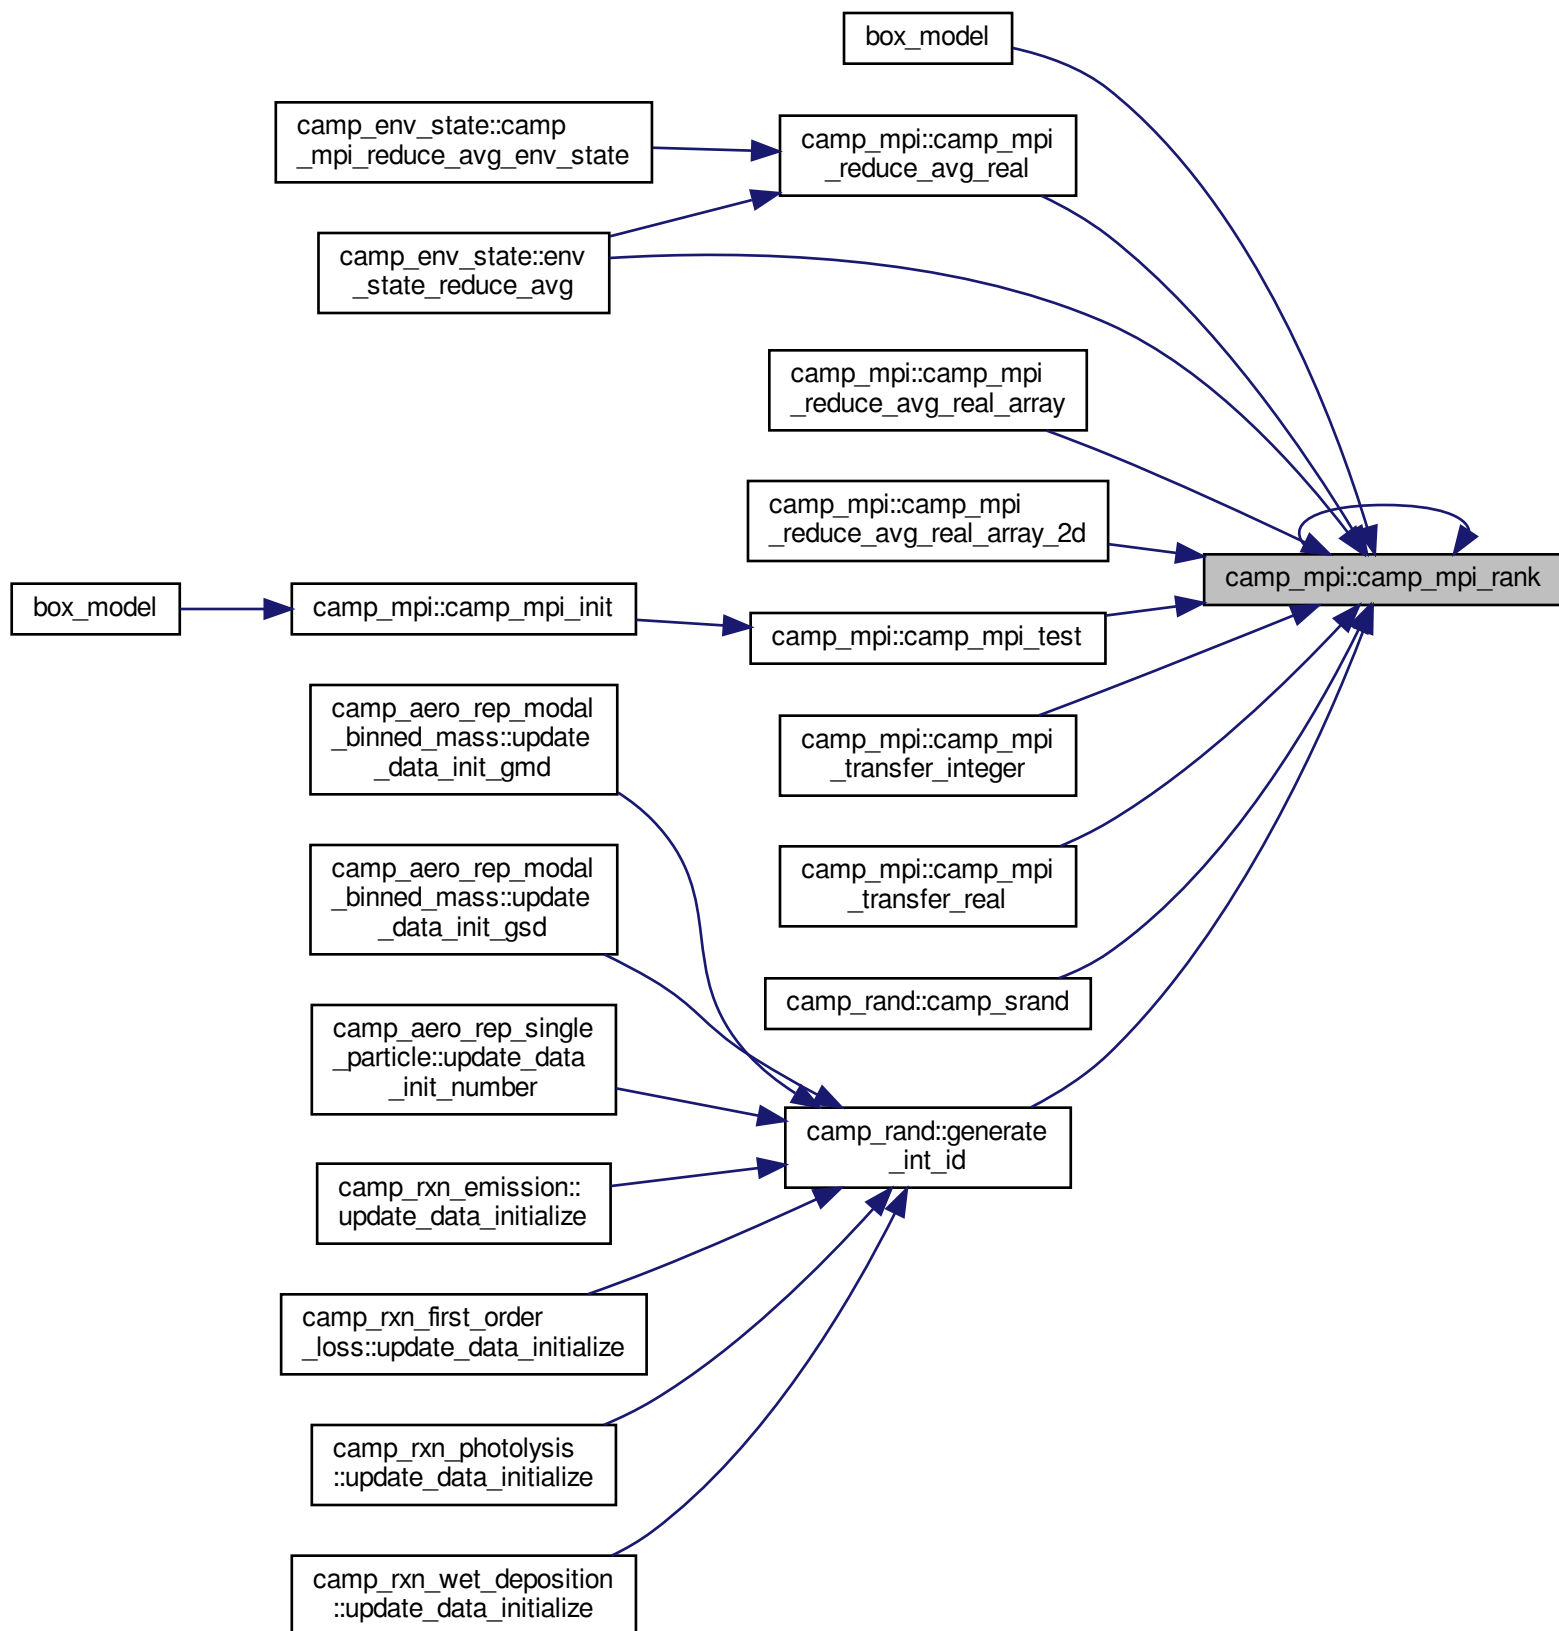 box_model
camp_env_state::camp
_mpi_reduce_avg_env_state
camp_mpi::camp_mpi
_reduce_avg_real
camp_env_state::env
_state_reduce_avg
camp_mpi::camp_mpi
_reduce_avg_real_array
camp_mpi::camp_mpi
_reduce_avg_real_array_2d
camp_mpi::camp_mpi_rank
box_model
camp_mpi::camp_mpi_init
camp_mpi::camp_mpi_test
camp_aero_rep_modal
_binned_mass::update
_data_init_gmd
camp_mpi::camp_mpi
_transfer_integer
camp_aero_rep_modal
_binned_mass::update
_data_init_gsd
camp_mpi::camp_mpi
_transfer_real
camp_rand::camp_srand
camp_aero_rep_single
_particle::update_data
_init_number
camp_rand::generate
_int_id
camp_rxn_emission::
update_data_initialize
camp_rxn_first_order
_loss::update_data_initialize
camp_rxn_photolysis
::update_data_initialize
camp_rxn_wet_deposition
::update_data_initialize